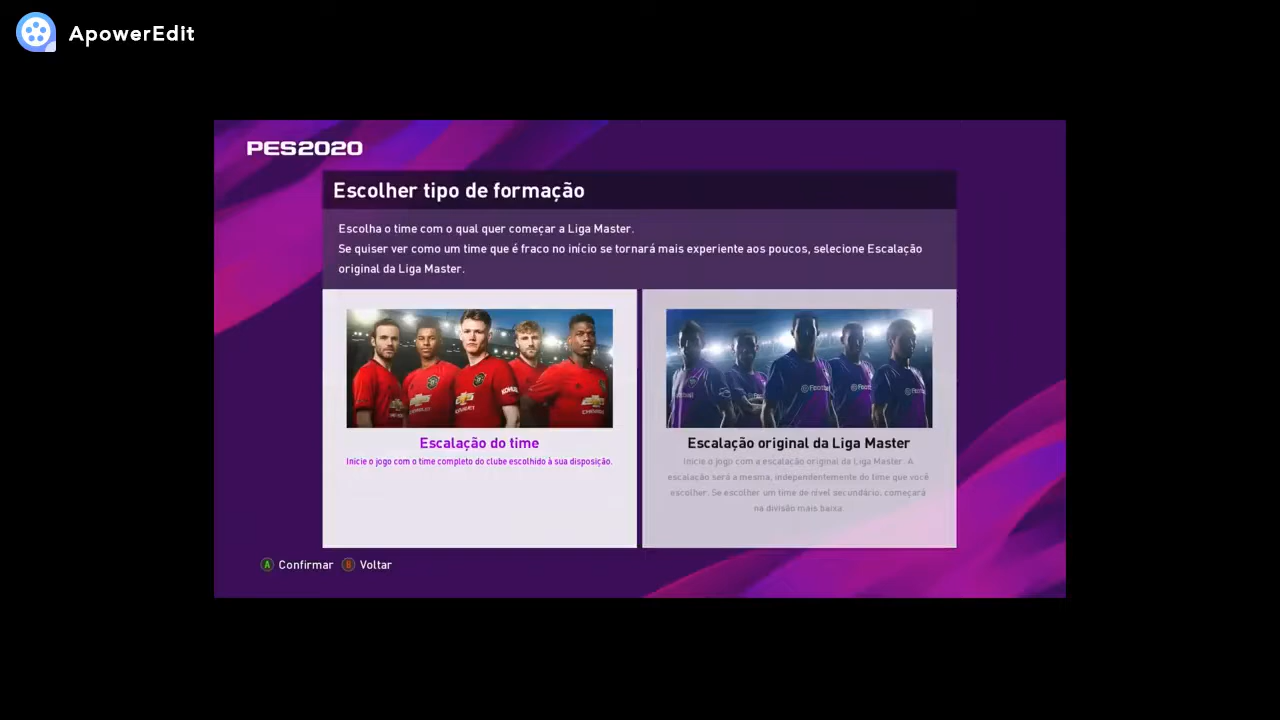 ApowerEdit
PES2020
Escolher tipo de formação
Escolha o time com o qual quer começar a Liga Master.
Se quiser ver como um time que é fraco no início se tornará mais experiente aos poucos, selecione Escalação
original da Liga Master.
Escalação do time
Inicie o jogo com o time completo do clube escolhido à sua disposição.
Escalação original da Liga Master
Inicie o jogo com a escalação original da Liga Master. A
escalação será a mesma, independentemente do time que você
escolher. Se escolher um time de nível secundário, começará
na divisão mais baixa.
A Confirmar B Voltar